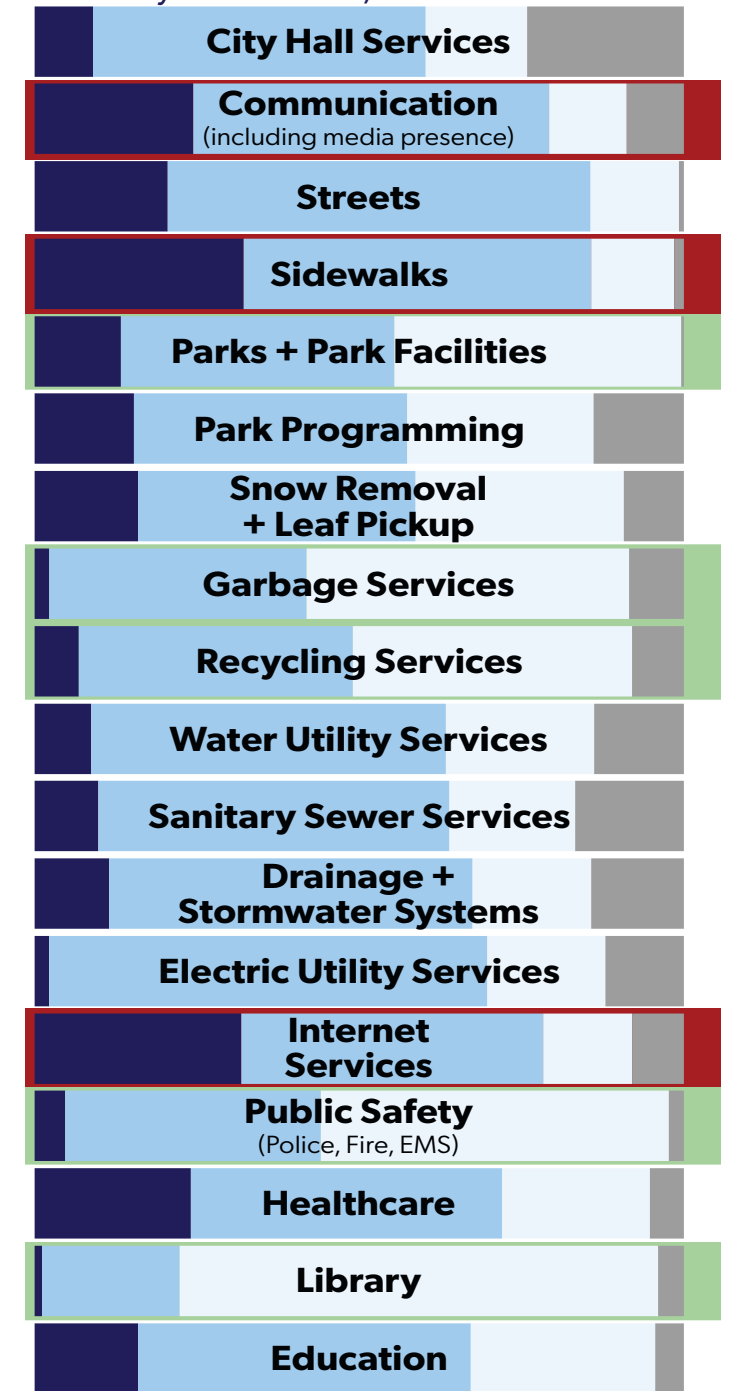 City Hall Services
Communication
(including media presence)
Streets
Sidewalks
Parks + Park Facilities
Park Programming
Snow Removal
+ Leaf Pickup
Garbage Services
Recycling Services
Water Utility Services
Sanitary Sewer Services
Drainage +
Stormwater Systems
Electric Utility Services
Internet
Services
Public Safety
(Police, Fire, EMS)
Healthcare
Library
Education